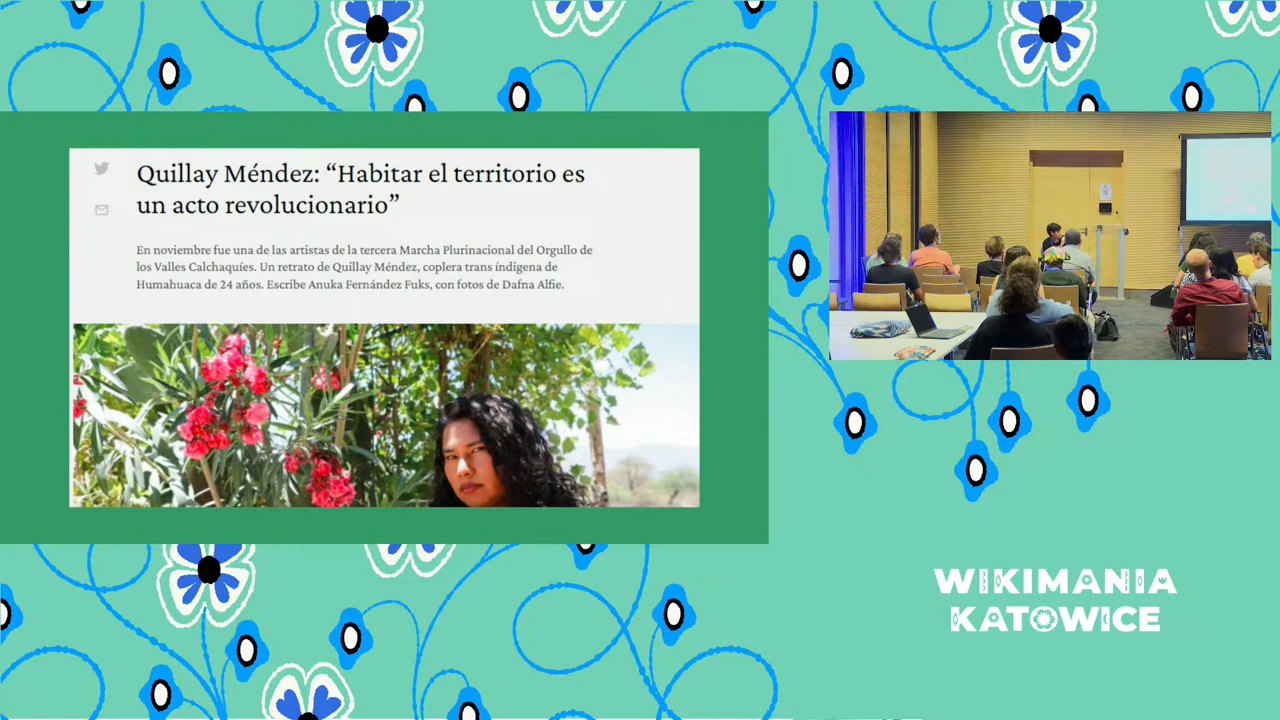 Quillay Méndez: “Habitar el territorio es
un acto revolucionario”
En noviembre fue una de las artistas de la tercera Marcha Plurinacional del Orgullo de
los Valles Calchaquíes. Un retrato de Quillay Méndez, coplera trans índigena de
Humahuaca de 24 años. Escribe Anuka Fernández Fuks, con fotos de Dafna Alfie.
WIKIMANIA
KATOWICE